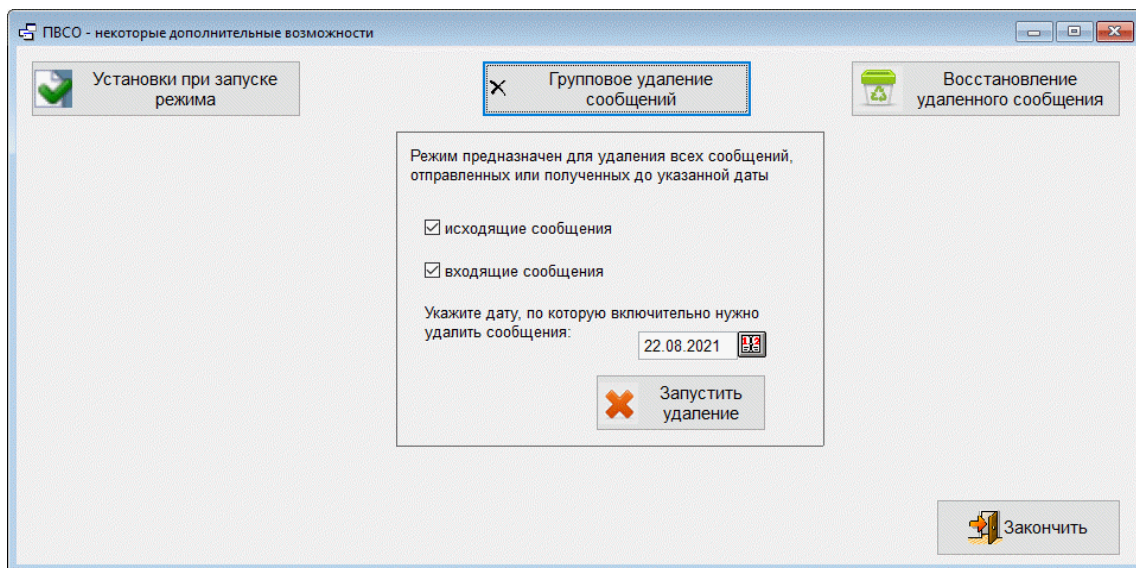 ПВСО - некоторые дополнительные возможности
Установки при запуске
режима
Групповое удаление
сообщений
Восстановление
удаленного сообщения
Режим предназначен для удаления всех сообщений,
отправленных или полученных до указанной даты
исходящие сообщения
входящие сообщения
Укажите дату, по которую включительно нужно
удалить сообщения:
22.08.2021
Запустить
удаление
Закончить